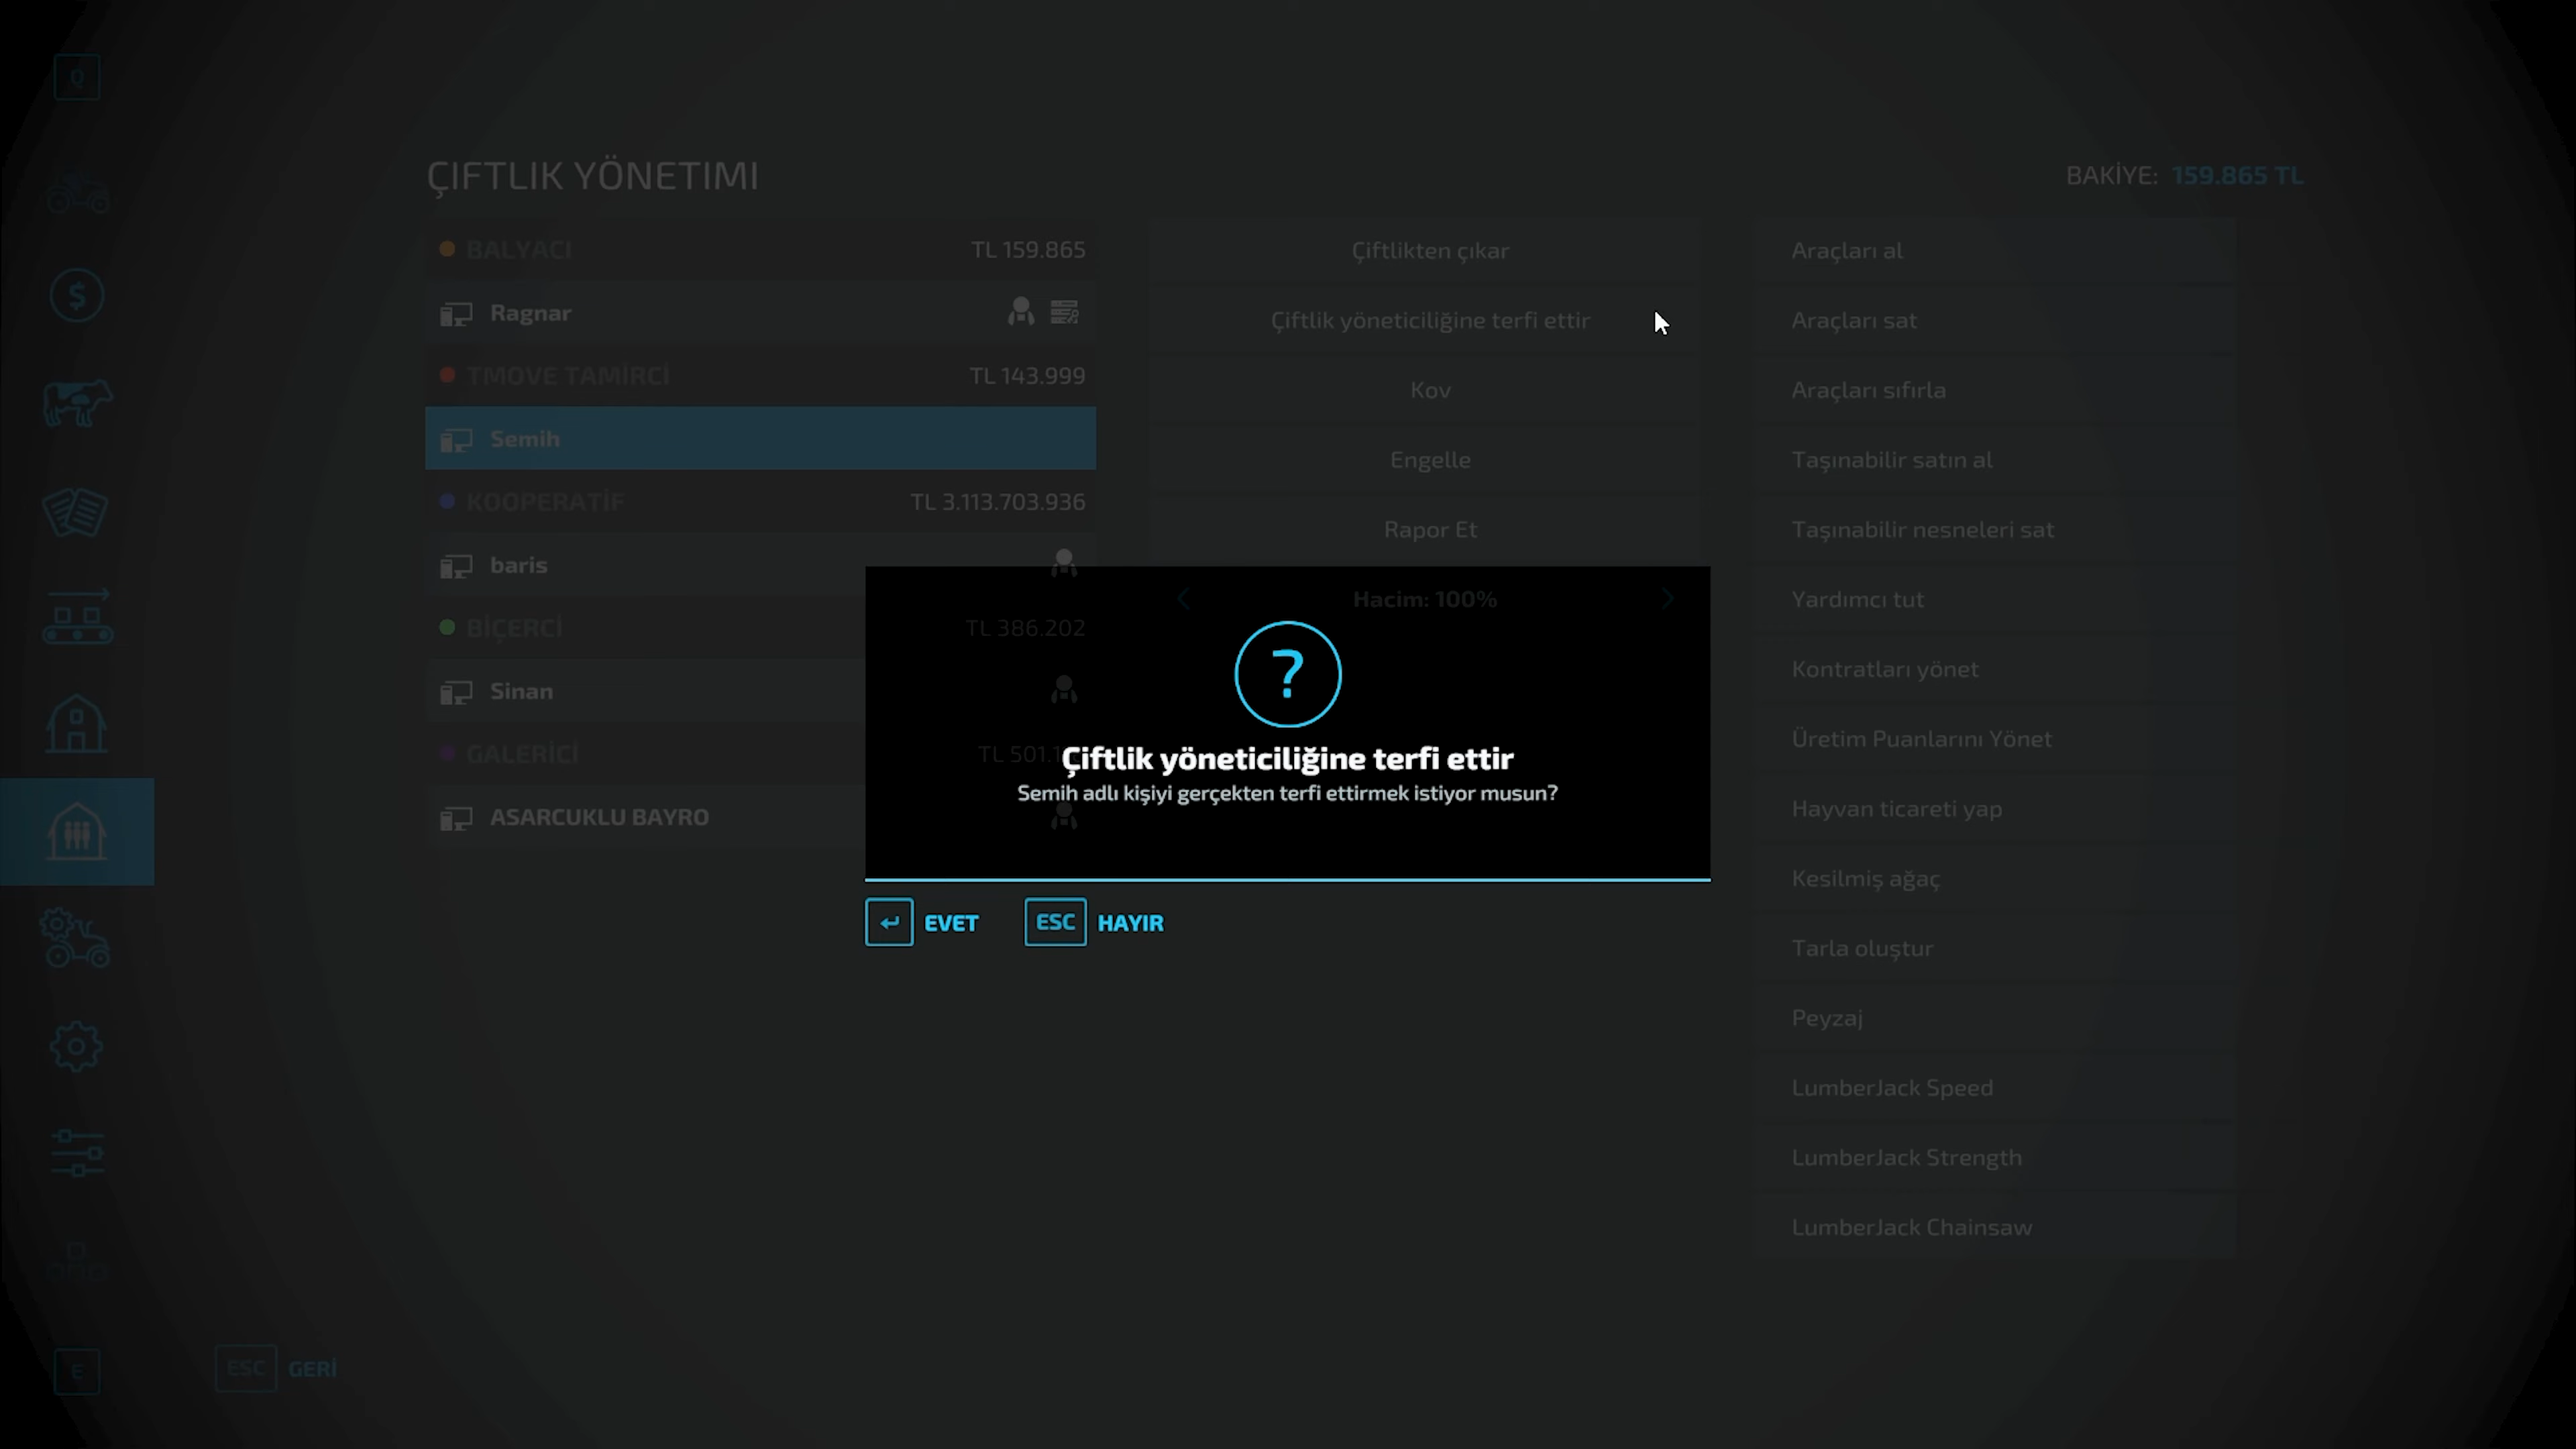 Q
ÇIFTLIK YÖNETIMI
BAKİYE: 159.865 TL
BALYACI TL 159.865
Ragnar
TMOVE TAMİRCİ TL 143.999
Semih
KOOPERATİF TL 3.113.703.936
baris
BİÇERCİ TL 386.202
Sinan
GALERİCİ
ASARCUKLU BAYRO
Çiftlikten çıkar
Çiftlik yöneticiliğine terfi ettir
Kov
Engelle
Rapor Et
Hacim: 100%
Araçları al
Araçları sat
Araçları sıfırla
Taşınabilir satın al
Taşınabilir nesneleri sat
Yardımcı tut
Kontratları yönet
Üretim Puanlarını Yönet
Hayvan ticareti yap
Kesilmiş ağaç
Tarla oluştur
Peyzaj
LumberJack Speed
LumberJack Strength
LumberJack Chainsaw
?
Çiftlik yöneticiliğine terfi ettir
Semih adlı kişiyi gerçekten terfi ettirmek istiyor musun?
EVET ESC HAYIR
E
ESC GERİ